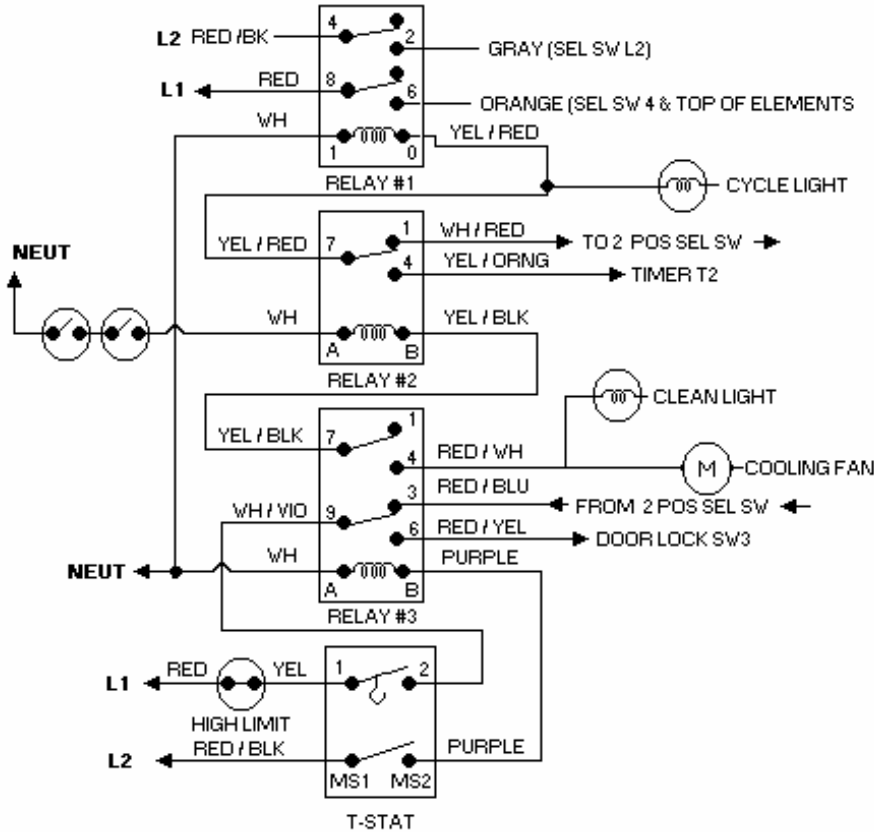 4
L2 RED/BK
2
GRAY (SEL SW L2)
L1
RED
8
6
ORANGE (SEL SW 4 & TOP OF ELEMENTS
WH
YEL/RED
1
0
RELAY #1
CYCLE LIGHT
YEL/RED
7
1
WH/RED
TO 2 POS SEL SW
4
YEL/ORNG
TIMER T2
NEUT
WH
YEL/BLK
A
B
RELAY #2
CLEAN LIGHT
YEL/BLK
7
1
4
RED/WH
M
COOLING FAN
RED/BLU
3
FROM 2 POS SEL SW
WH/VIO
9
RED/YEL
6
DOOR LOCK SW3
NEUT
WH
PURPLE
A
B
RELAY #3
L1
RED
YEL
1
2
HIGH LIMIT
L2
RED/BLK
PURPLE
MS1
MS2
T-STAT